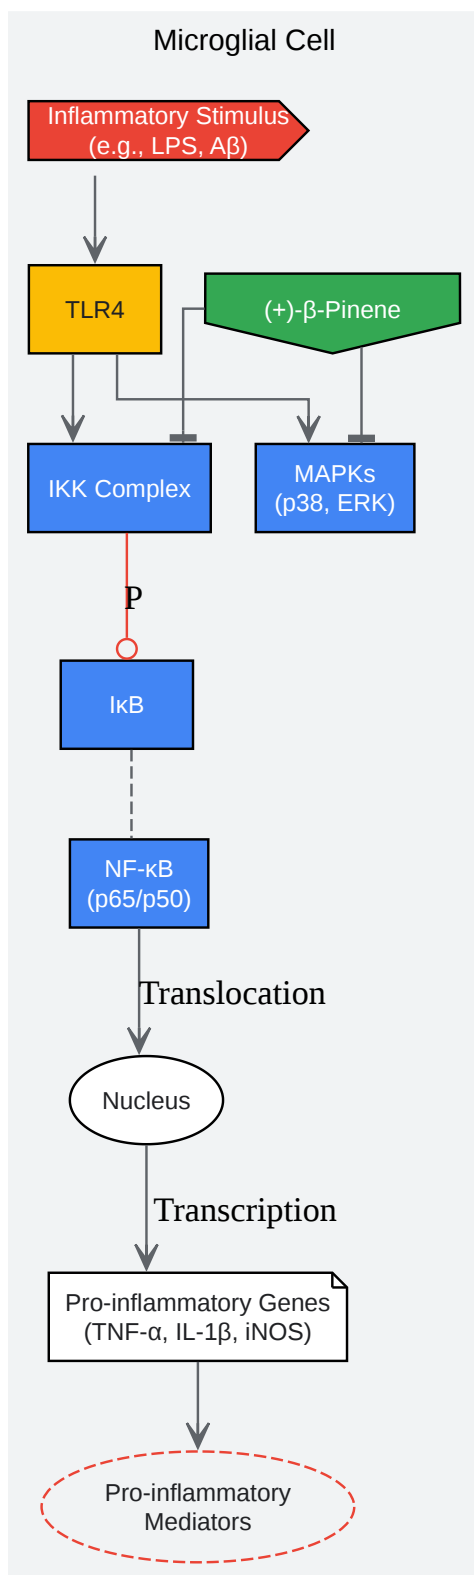 Microglial Cell
Inflammatory Stimulus
(e.g., LPS, Aβ)
TLR4
(+)-β-Pinene
IKK Complex
MAPKs
(p38, ERK)
P
IκB
NF-κB
(p65/p50)
Translocation
Nucleus
Transcription
Pro-inflammatory Genes
(TNF-α, IL-1β, iNOS)
Pro-inflammatory
Mediators